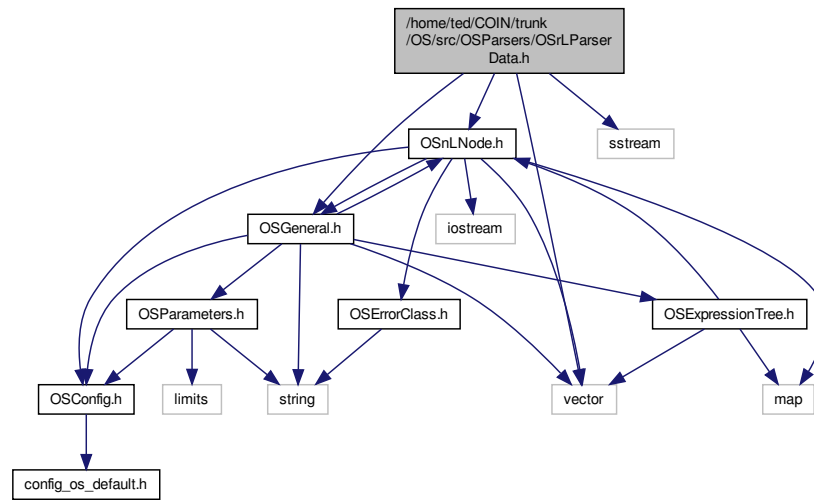 /home/ted/COIN/trunk
/OS/src/OSParsers/OSrLParser
Data.h
OSnLNode.h
sstream
OSGeneral.h
iostream
OSParameters.h
OSErrorClass.h
OSExpressionTree.h
OSConfig.h
limits
string
vector
map
config_os_default.h